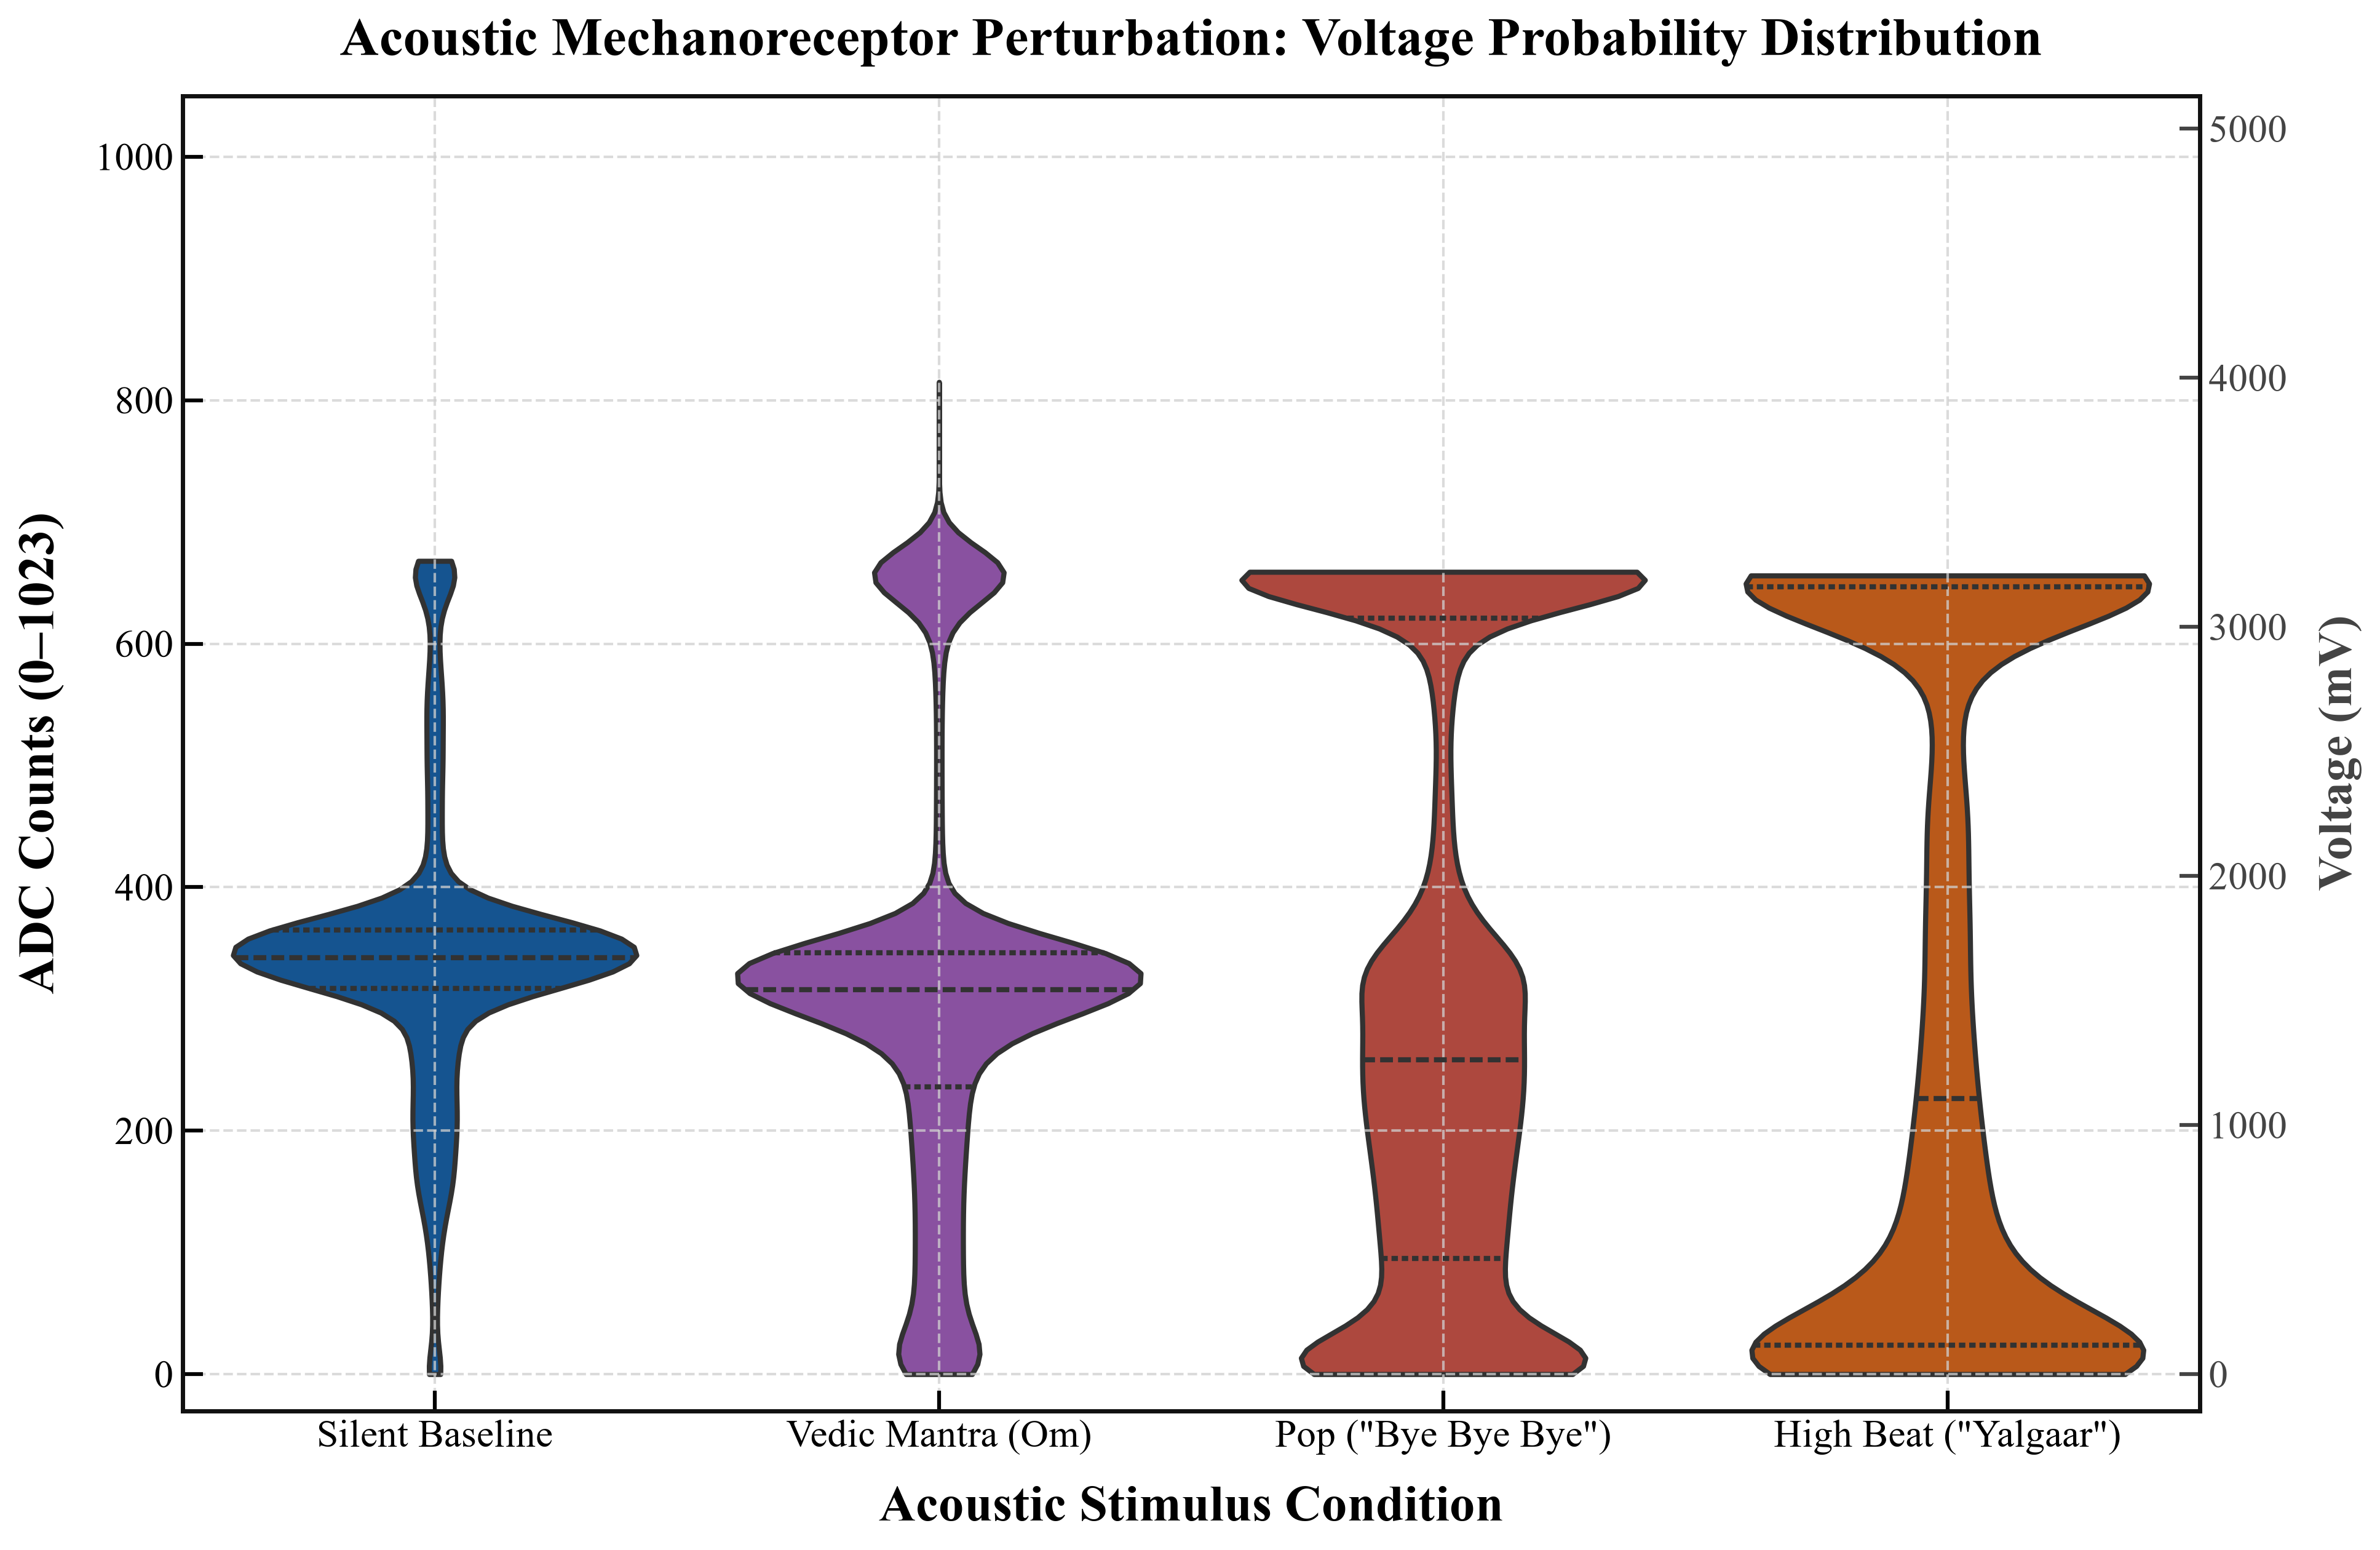 Acoustic Mechanoreceptor Perturbation: Voltage Probability Distribution
ADC Counts (0–1023)
1000
800
600
400
200
0
5000
4000
3000
2000
1000
0
Voltage (mV)
Silent Baseline
Vedic Mantra (Om)
Pop ("Bye Bye Bye")
High Beat ("Yalgaar")
Acoustic Stimulus Condition